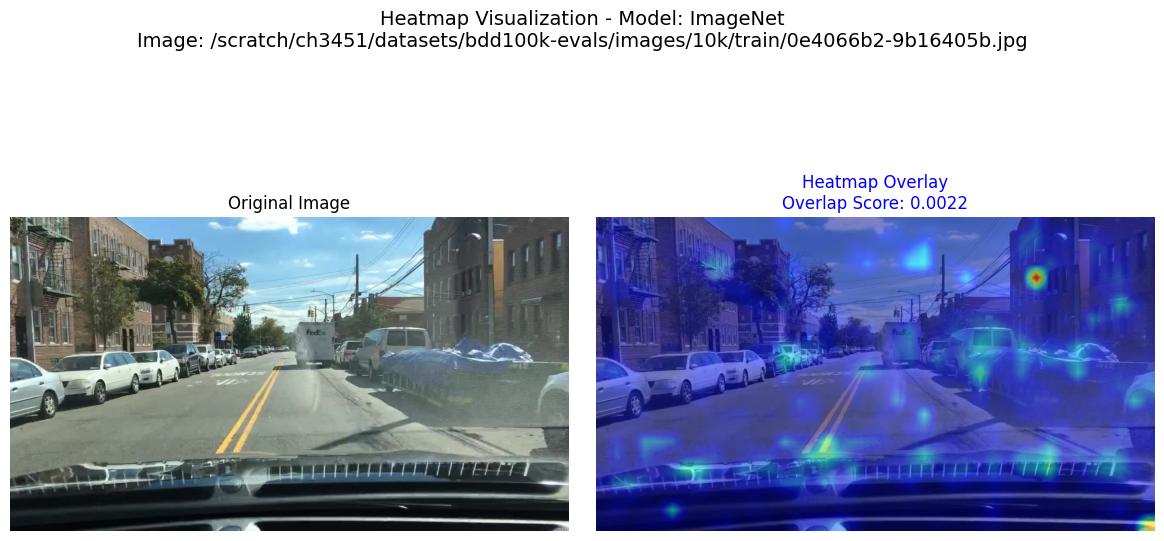 Heatmap Visualization - Model: ImageNet
Image: /scratch/ch3451/datasets/bdd100k-evals/images/10k/train/0e4066b2-9b16405b.jpg
Original Image
Heatmap Overlay
Overlap Score: 0.0022
FedEx